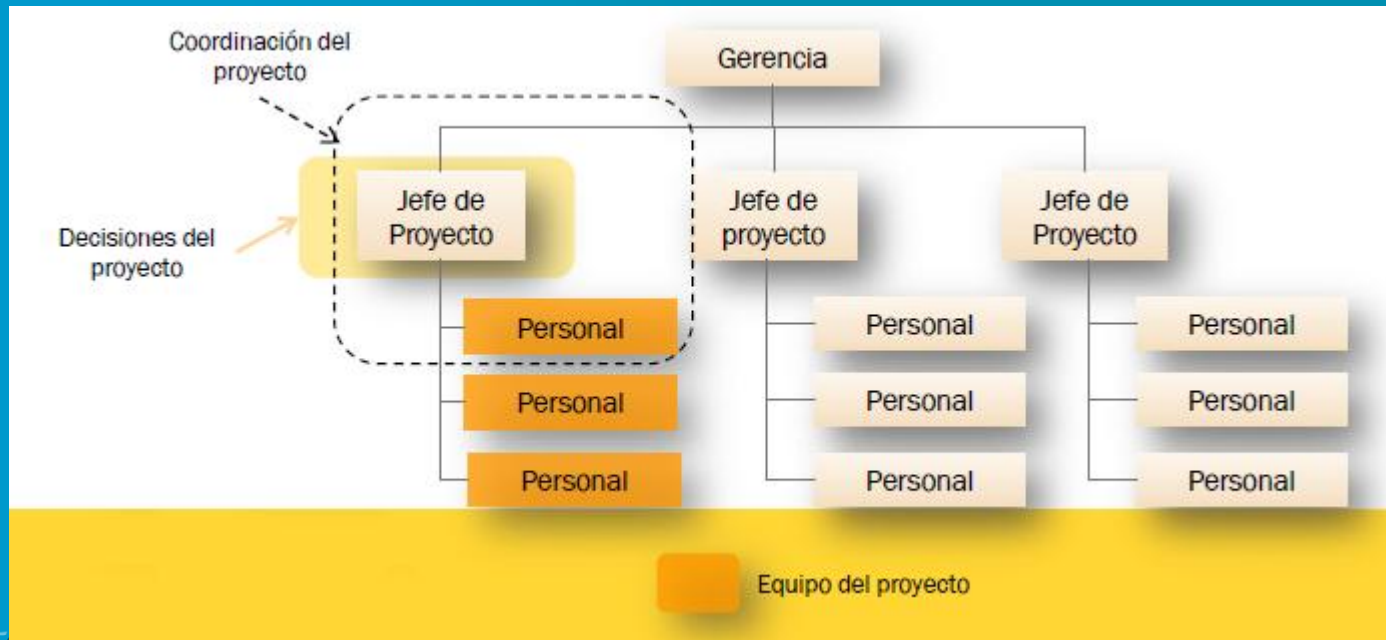 Coordinación del
proyecto
Gerencia
Decisiones del
proyecto
Jefe de
Proyecto
Jefe de
proyecto
Jefe de
Proyecto
Personal
Personal
Personal
Personal
Personal
Personal
Personal
Personal
Personal
Equipo del proyecto